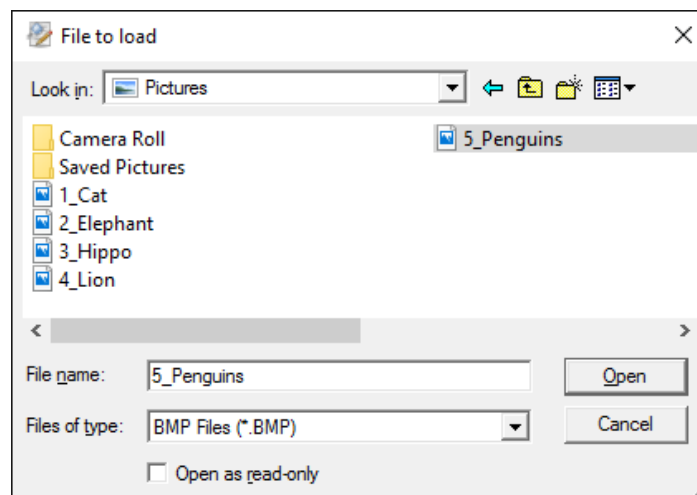 File to load
Look in: Pictures
Camera Roll
Saved Pictures
1_Cat
2_Elephant
3_Hippo
4_Lion
5_Penguins
File name: 5_Penguins Open
Files of type: BMP Files (*.BMP) Cancel
Open as read-only